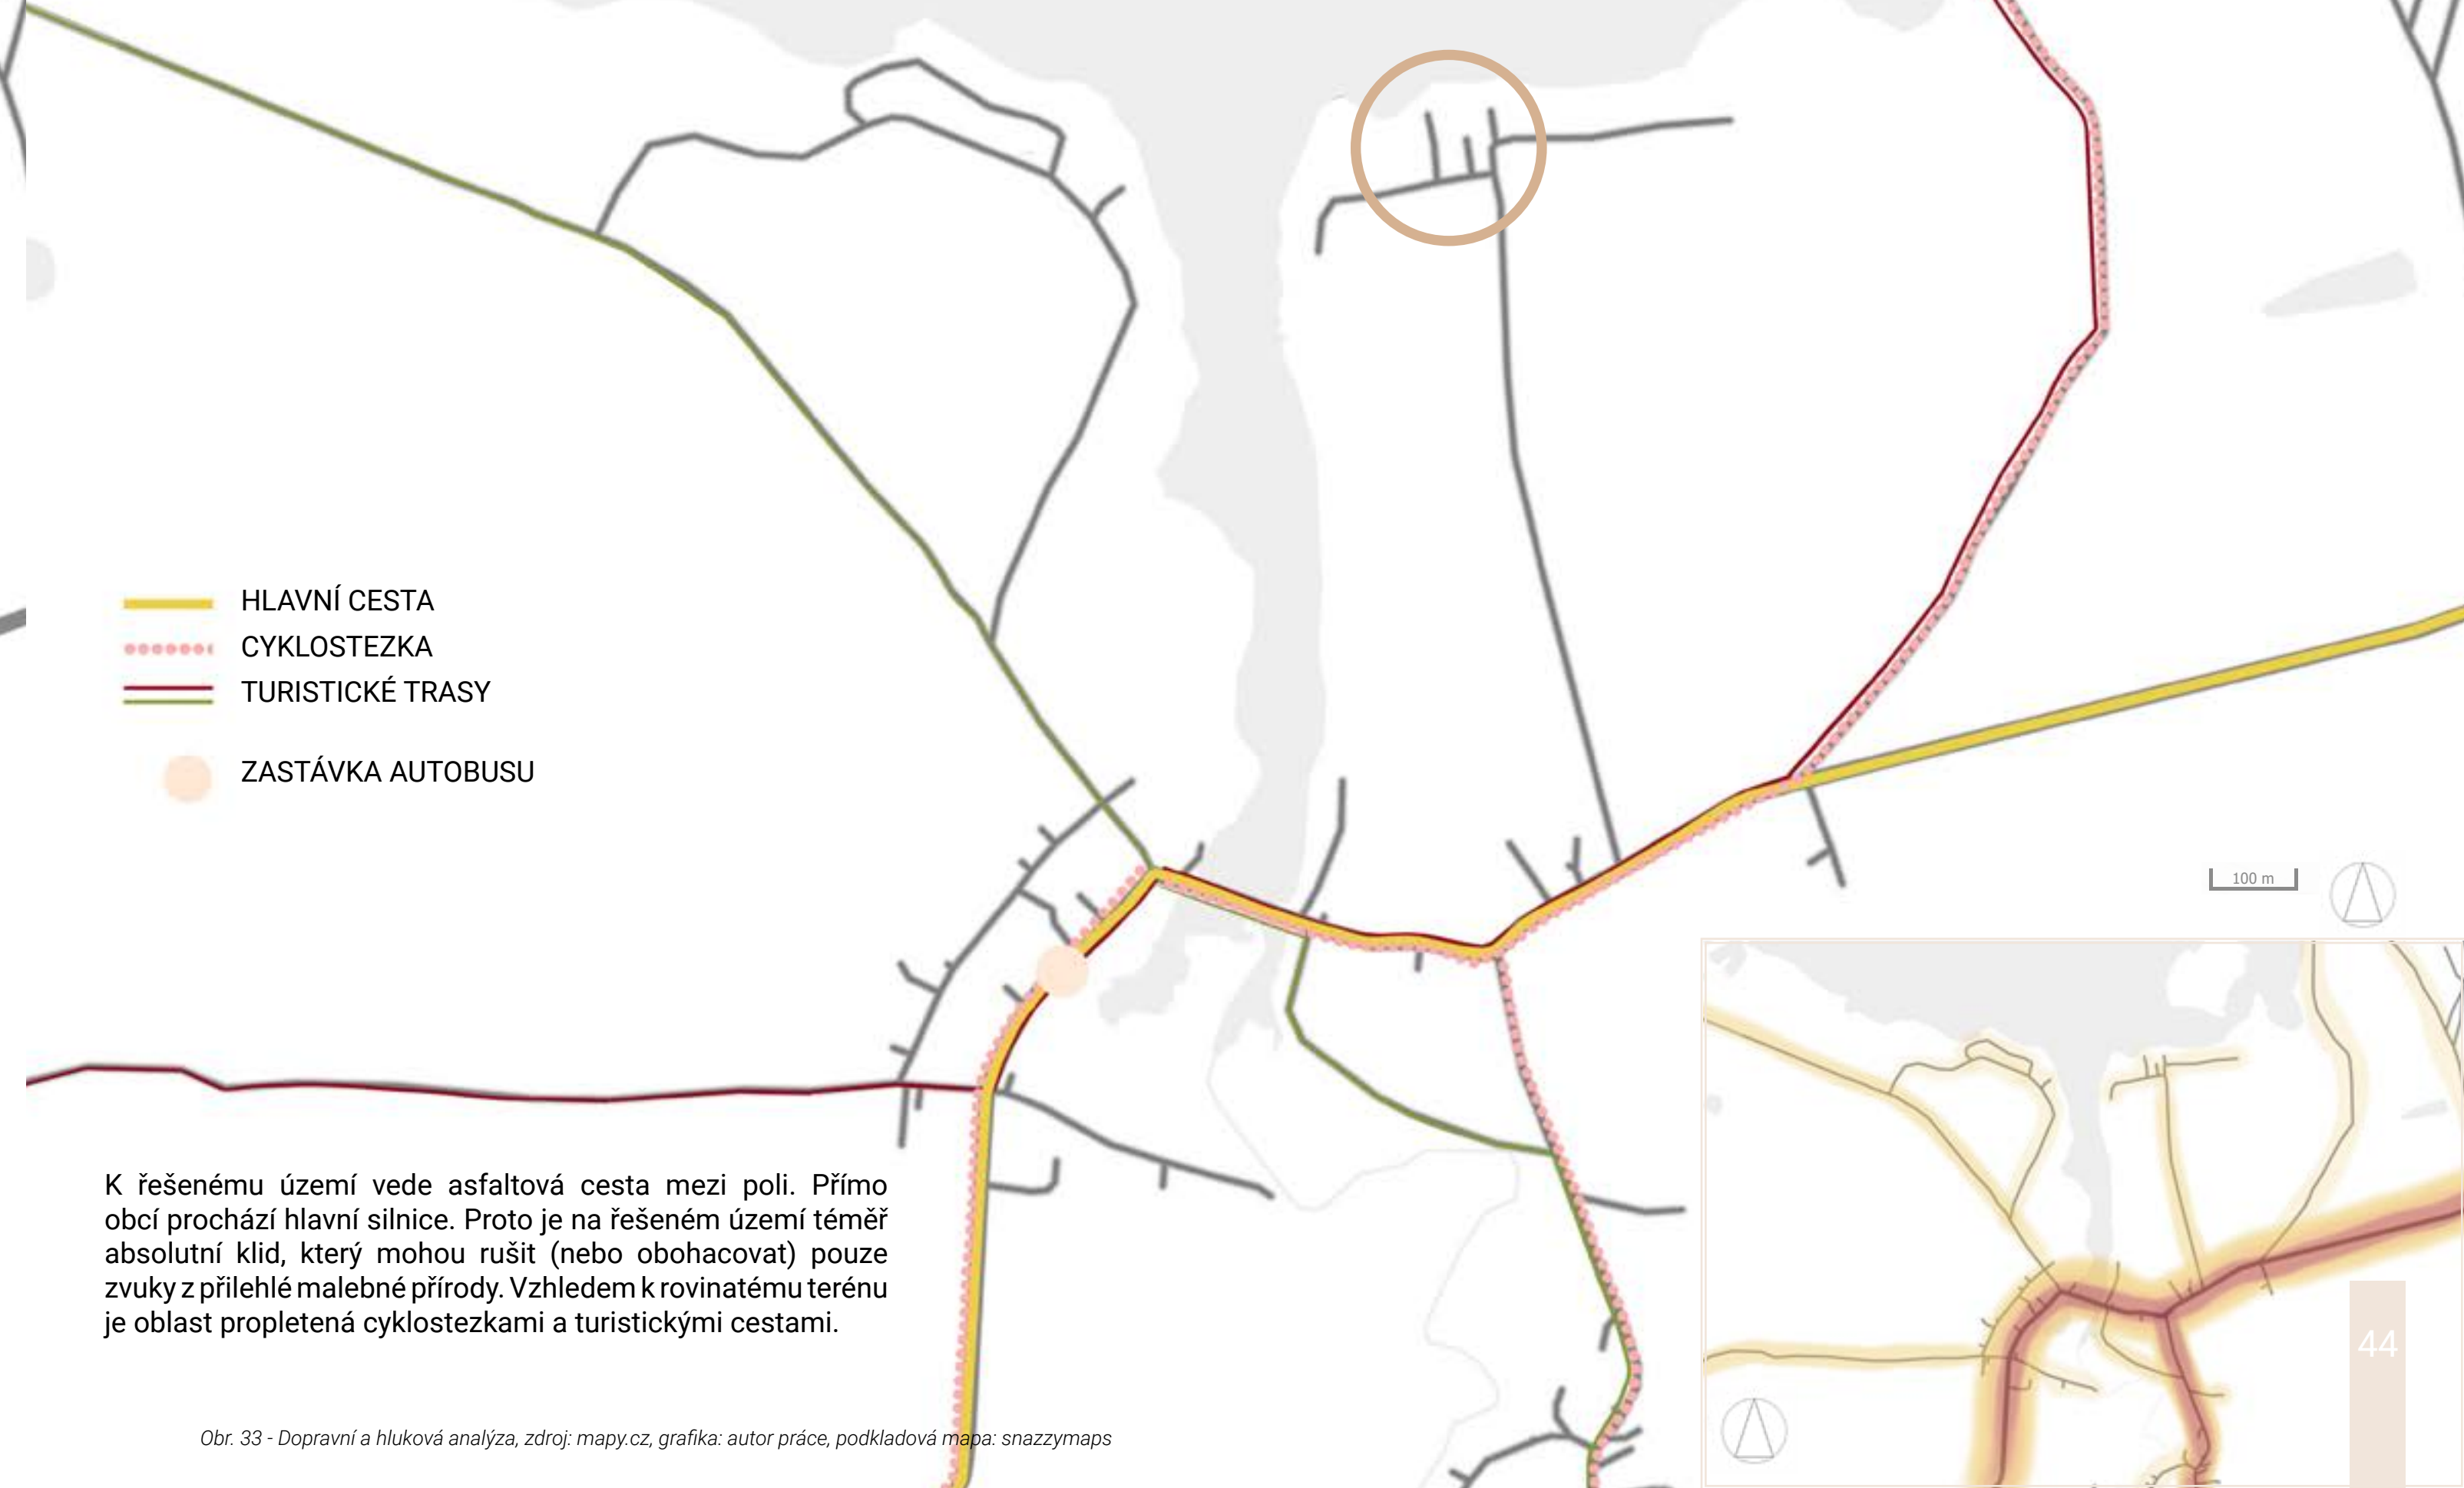 HLAVNÍ CESTA
CYKLOSTEZKA
TURISTICKÉ TRASY
ZASTÁVKA AUTOBUSU
100 m
K řešenému území vede asfaltová cesta mezi poli. Přímo
obcí prochází hlavní silnice. Proto je na řešeném území téměř
absolutní klid, který mohou rušit (nebo obohacovat) pouze
zvuky z přilehlé malebné přírody. Vzhledem k rovinatému terénu
je oblast propletená cyklostezkami a turistickými cestami.
44
Obr. 33 - Dopravní a hluková analýza, zdroj: mapy.cz, grafika: autor práce, podkladová mapa: snazzymaps